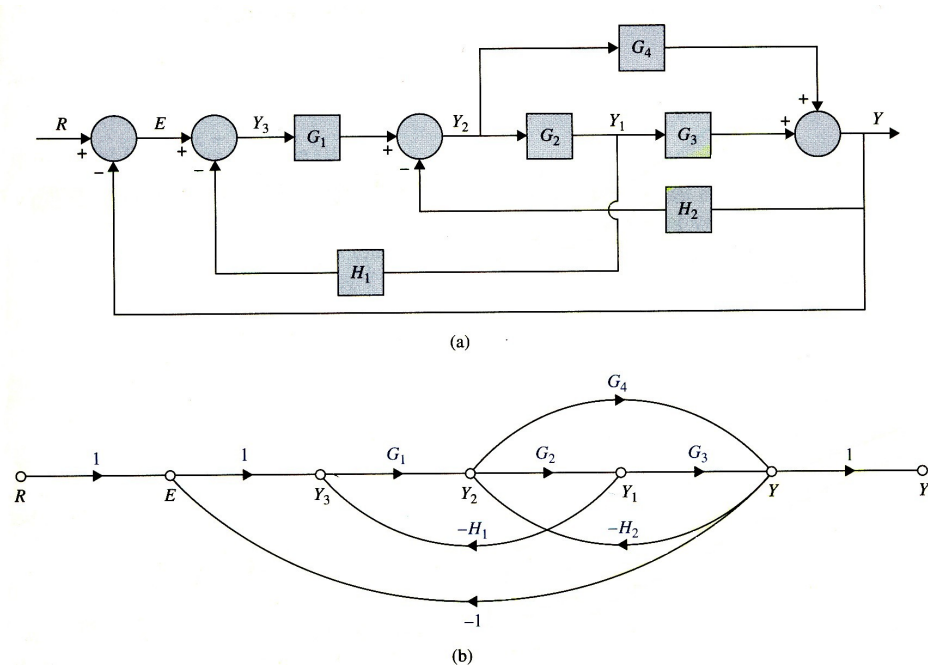 G4
R E Y3 G1 Y2 G2 Y1 G3 Y
+ - + - + - + +
H2
H1
(a)
G4
1 1 G1 G2 G3 1
R E Y3 Y2 Y1 Y Y
-H1 -H2
-1
(b)